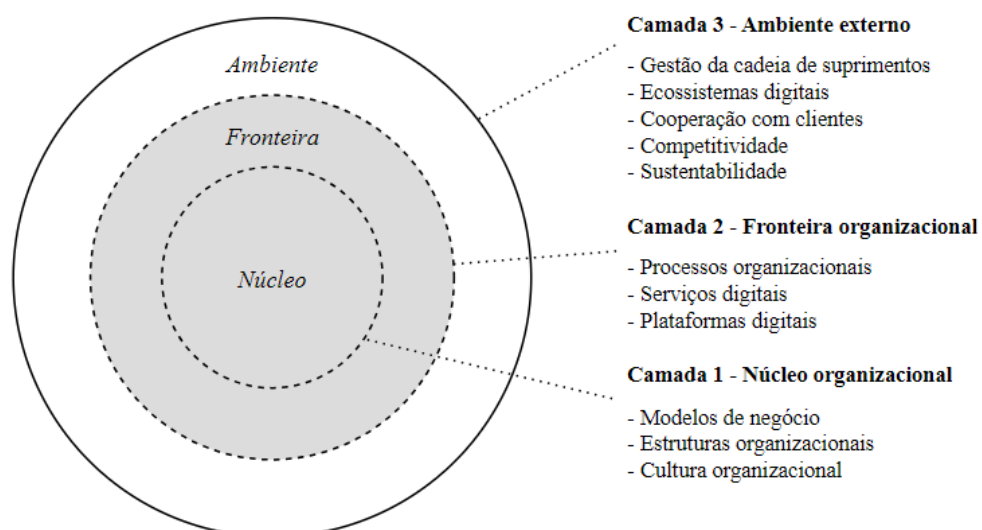 Ambiente
Fronteira
Núcleo
Camada 3 - Ambiente externo
- Gestão da cadeia de suprimentos
- Ecossistemas digitais
- Cooperação com clientes
- Competitividade
- Sustentabilidade
Camada 2 - Fronteira organizacional
- Processos organizacionais
- Serviços digitais
- Plataformas digitais
Camada 1 - Núcleo organizacional
- Modelos de negócio
- Estruturas organizacionais
- Cultura organizacional